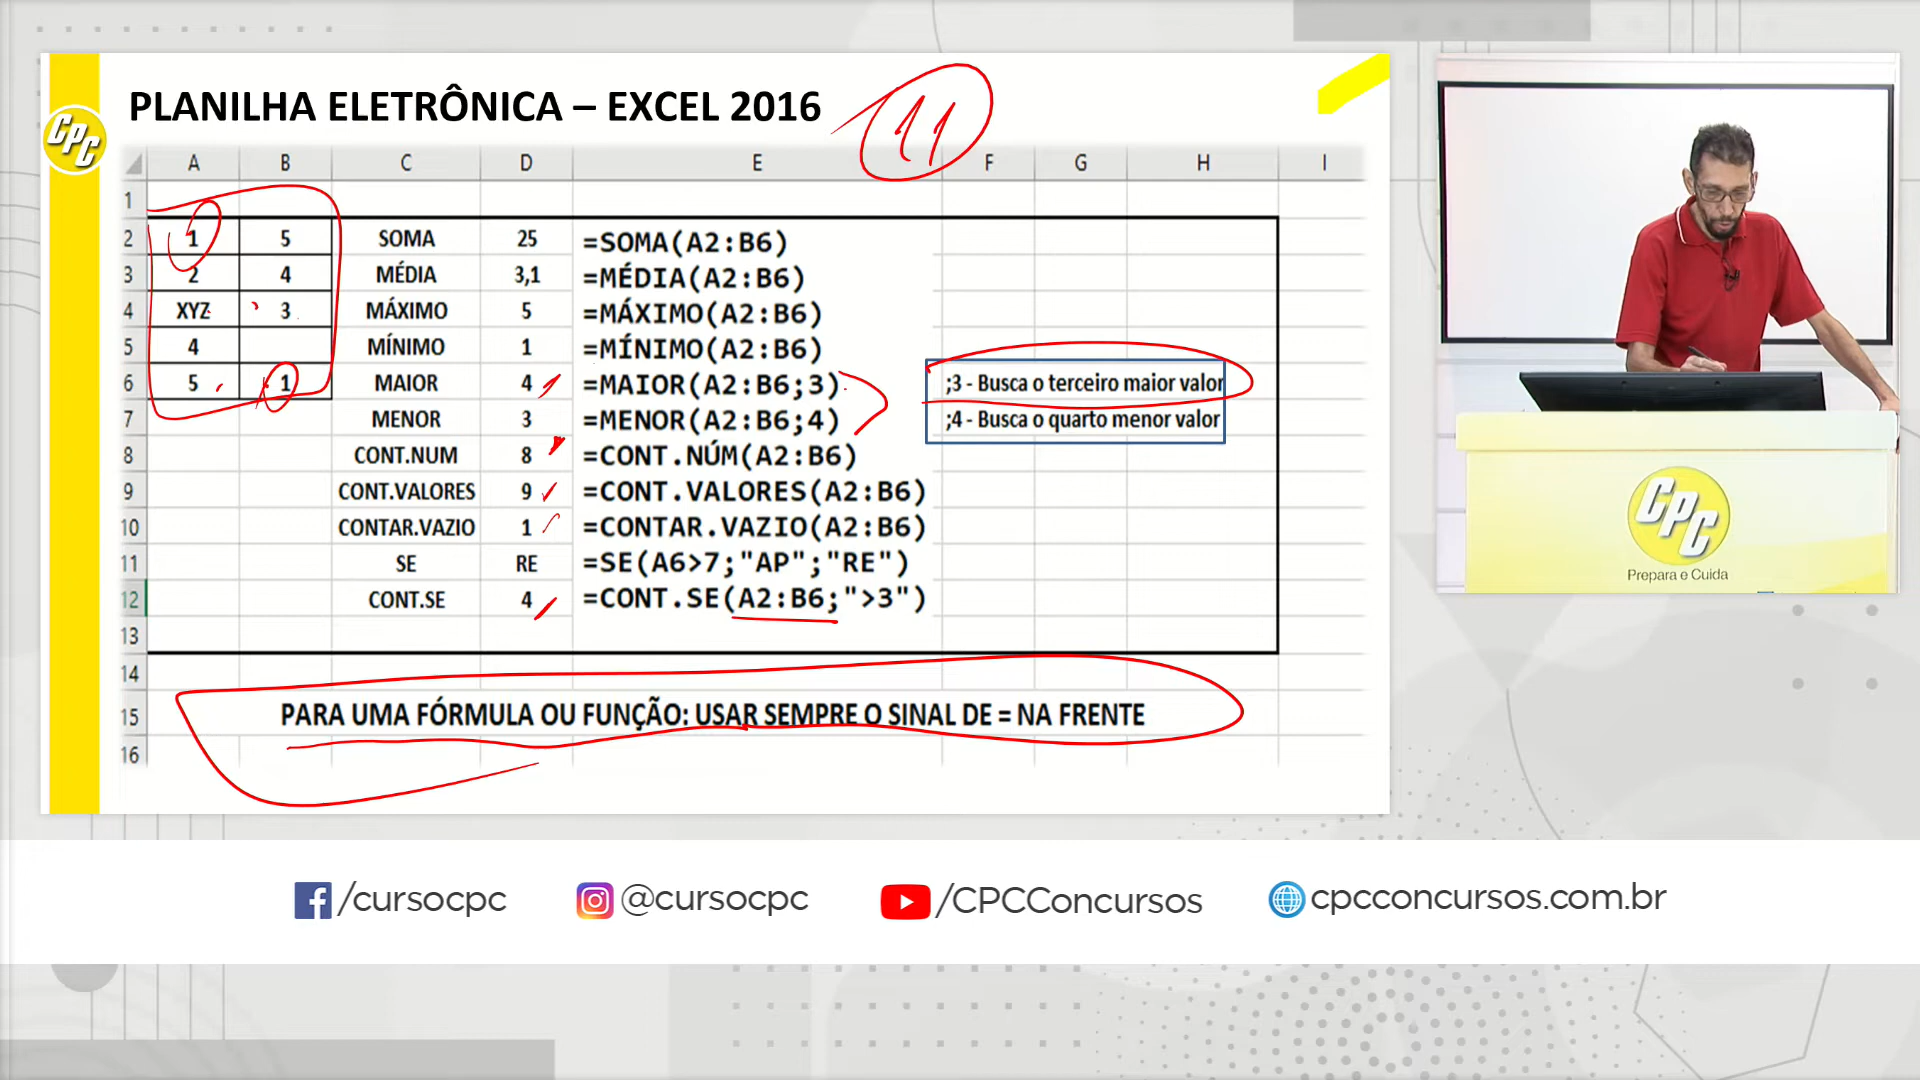 PLANILHA ELETRÔNICA – EXCEL 2016
11
CPC
A B C D E F G H I
1
2 1 5 SOMA 25 =SOMA(A2:B6)
3 2 4 MÉDIA 3,1 =MÉDIA(A2:B6)
4 XYZ 3 MÁXIMO 5 =MÁXIMO(A2:B6)
5 4 MÍNIMO 1 =MÍNIMO(A2:B6)
6 5 1 MAIOR 4 =MAIOR(A2:B6;3) ;3 - Busca o terceiro maior valor
7 MENOR 3 =MENOR(A2:B6;4) ;4 - Busca o quarto menor valor
8 CONT.NUM 8 =CONT.NÚM(A2:B6)
9 CONT.VALORES 9 =CONT.VALORES(A2:B6)
10 CONTAR.VAZIO 1 =CONTAR.VAZIO(A2:B6)
11 SE RE =SE(A6>7;"AP";"RE")
12 CONT.SE 4 =CONT.SE(A2:B6;">3")
13
14
15 PARA UMA FÓRMULA OU FUNÇÃO: USAR SEMPRE O SINAL DE = NA FRENTE
16
CPC
Prepara e Cuida
/cursocpc @cursocpc /CPCConcursos cpcconcursos.com.br